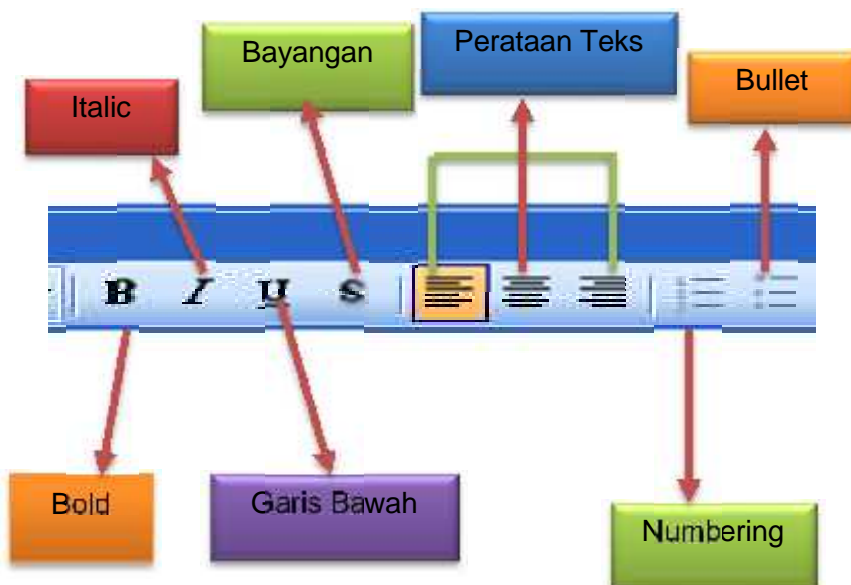 Bayangan
Perataan Teks
Bullet
Italic
B I U S
Bold
Garis Bawah
Numbering